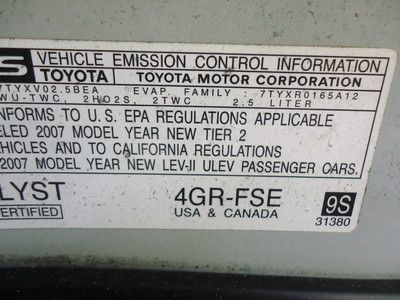 S VEHICLE EMISSION CONTROL INFORMATION
TOYOTA TOYOTA MOTOR CORPORATION
7TYXV02.5BEA EVAP. FAMILY : 7TYXR0165A12
WU-TWC, 2HO2S, 2TWC 2.5 LITER
NFORMS TO U.S. EPA REGULATIONS APPLICABLE
ELED 2007 MODEL YEAR NEW TIER 2
EHICLES AND TO CALIFORNIA REGULATIONS
2007 MODEL YEAR NEW LEV-II ULEV PASSENGER CARS.
LYST 4GR-FSE 9S
ERTIFIED USA & CANADA 31380